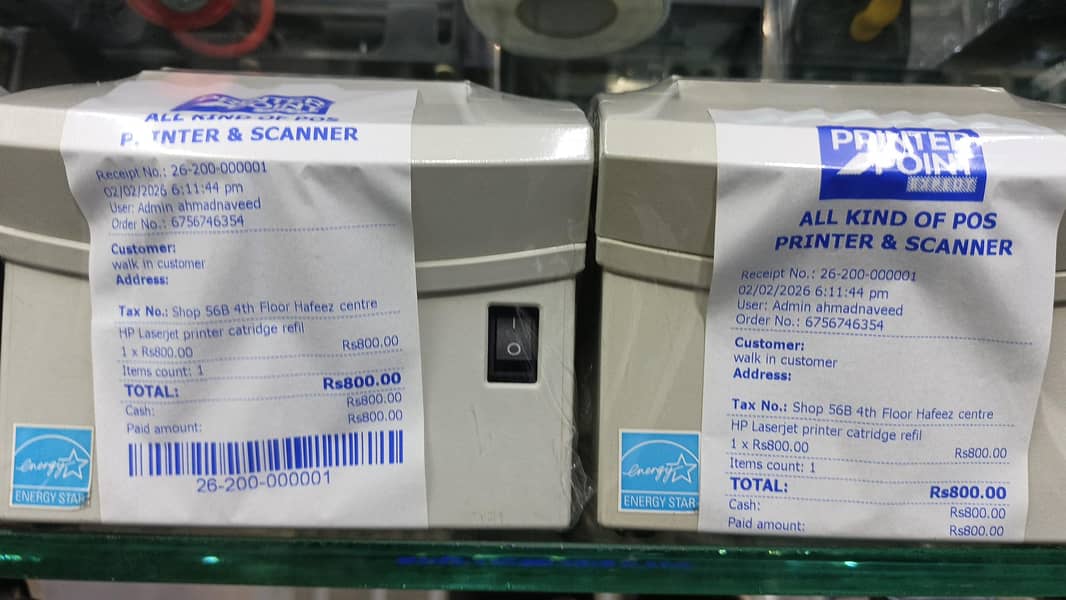 ALL KIND OF POS
PRINTER & SCANNER
Receipt No.: 26-200-000001
02/02/2026 6:11:44 pm
User: Admin ahmadnaveed
Order No.: 6756746354
Customer:
walk in customer
Address:
Tax No.: Shop 56B 4th Floor Hafeez centre
HP Laserjet printer catridge refil
1 x Rs800.00 Rs800.00
Items count: 1
TOTAL: Rs800.00
Cash: Rs800.00
Paid amount: Rs800.00
26-200-000001
energy
ENERGY STAR
PRINTER
POINT
ALL KIND OF POS
PRINTER & SCANNER
Receipt No.: 26-200-000001
02/02/2026 6:11:44 pm
User: Admin ahmadnaveed
Order No.: 6756746354
Customer:
walk in customer
Address:
Tax No.: Shop 56B 4th Floor Hafeez centre
HP Laserjet printer catridge refil
1 x Rs800.00 Rs800.00
Items count: 1
TOTAL: Rs800.00
Cash: Rs800.00
Paid amount: Rs800.00
energy
ENERGY STAR